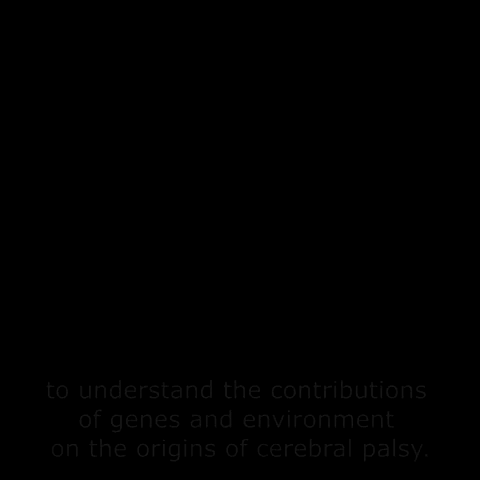 to understand the contributions
of genes and environment
on the origins of cerebral palsy.